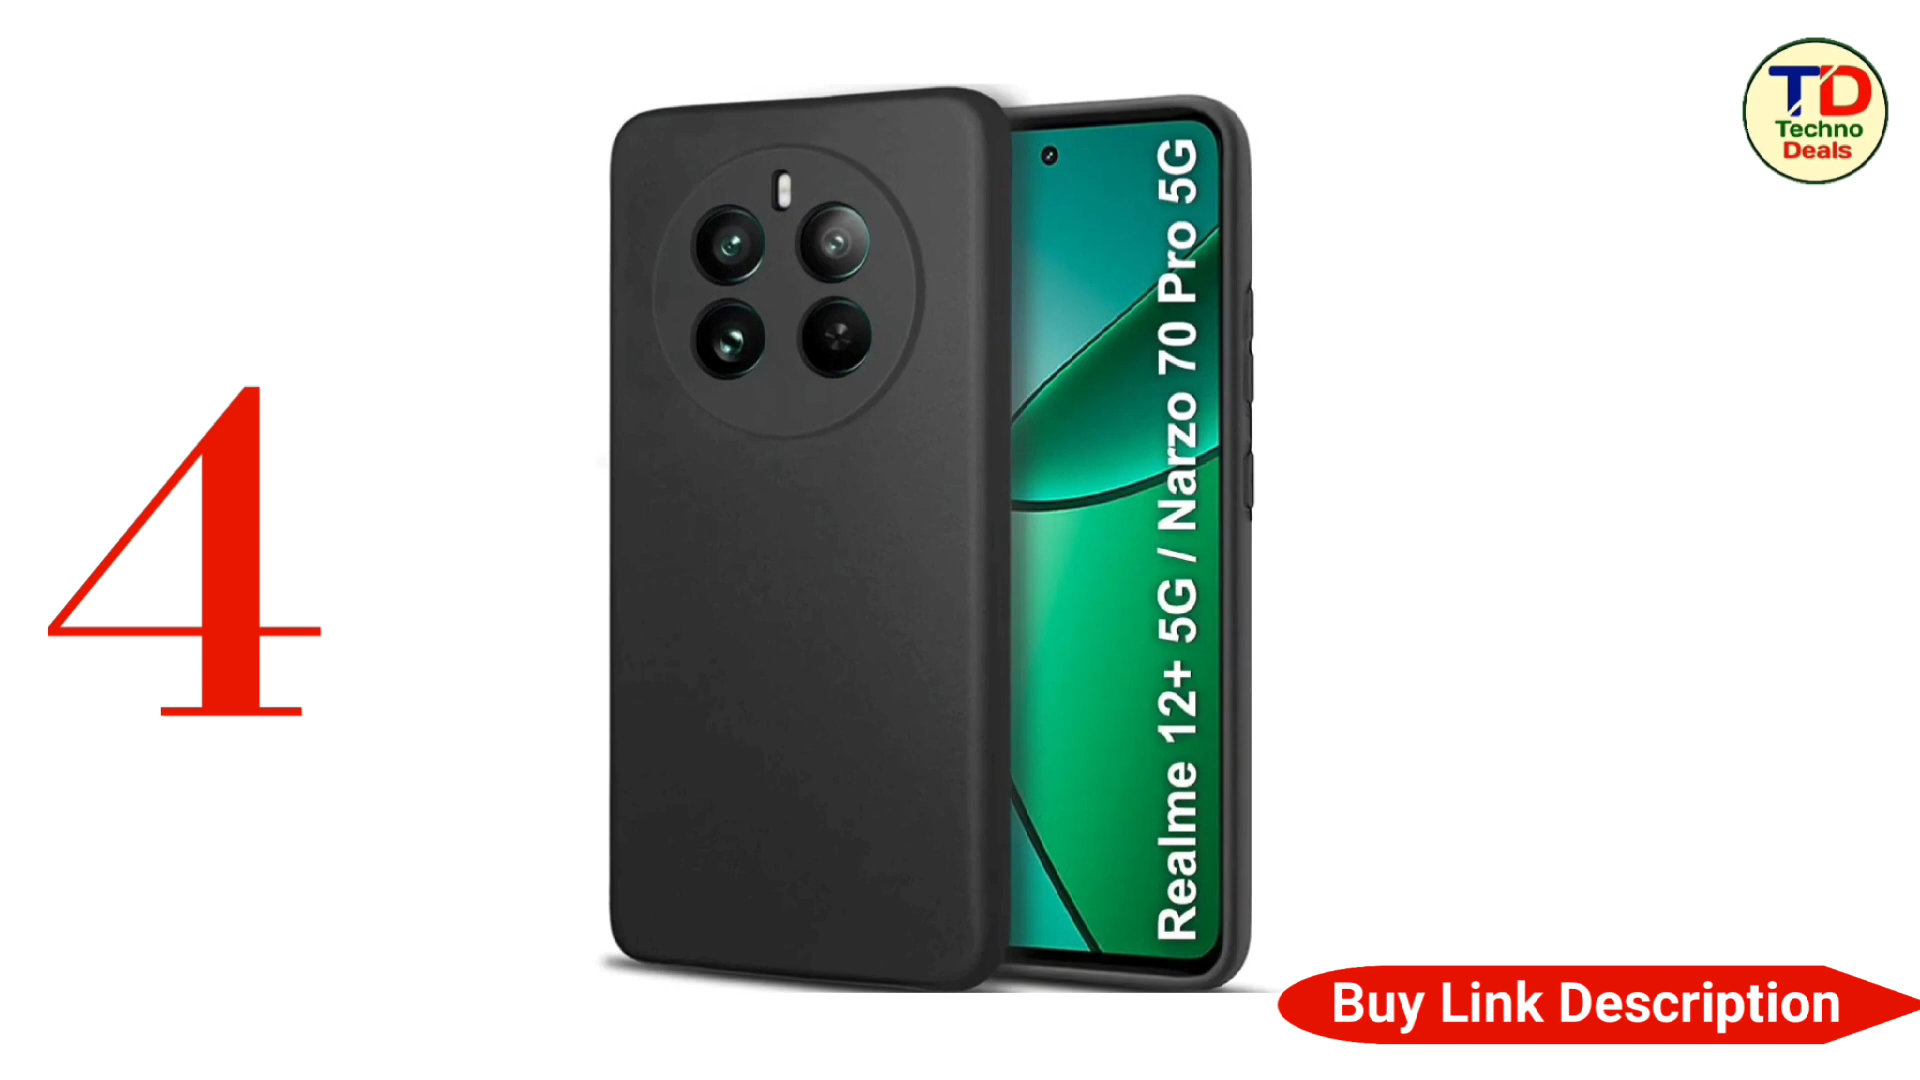 TD
Techno
Deals
4
Realme 12+ 5G / Narzo 70 Pro 5G
Buy Link Description